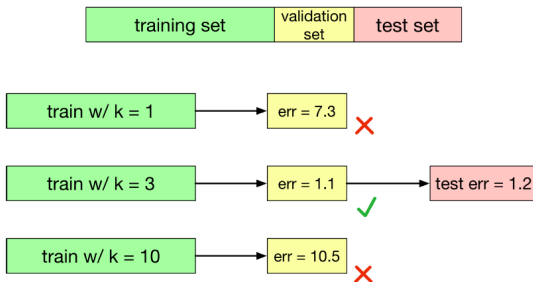 training set
validation
set
test set
train w/ k = 1
err = 7.3
train w/ k = 3
err = 1.1
test err = 1.2
train w/ k = 10
err = 10.5